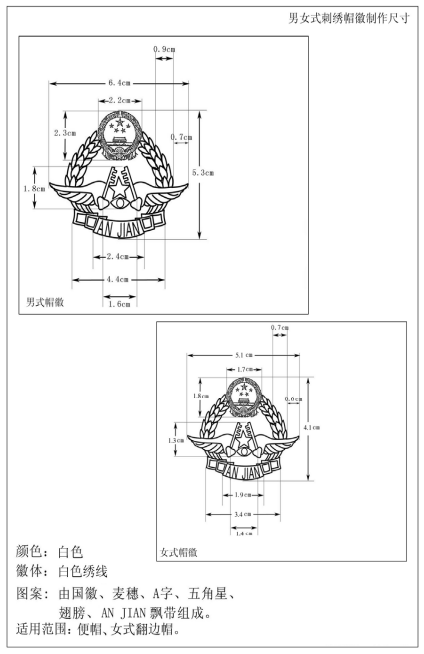 男女式刺绣帽徽制作尺寸
0.9cm
6.4cm
2.2cm
2.3cm
0.7cm
5.3cm
1.8cm
AN JIAN
2.4cm
4.4cm
1.6cm
男式帽徽
0.7cm
5.1cm
1.7cm
1.8cm
4.1cm
1.3cm
AN JIAN
1.9cm
3.4cm
1.4cm
女式帽徽
颜色：白色
徽体：白色绣线
图案：由国徽、麦穗、A字、五角星、
翅膀、AN JIAN飘带组成。
适用范围：便帽、女式翻边帽。